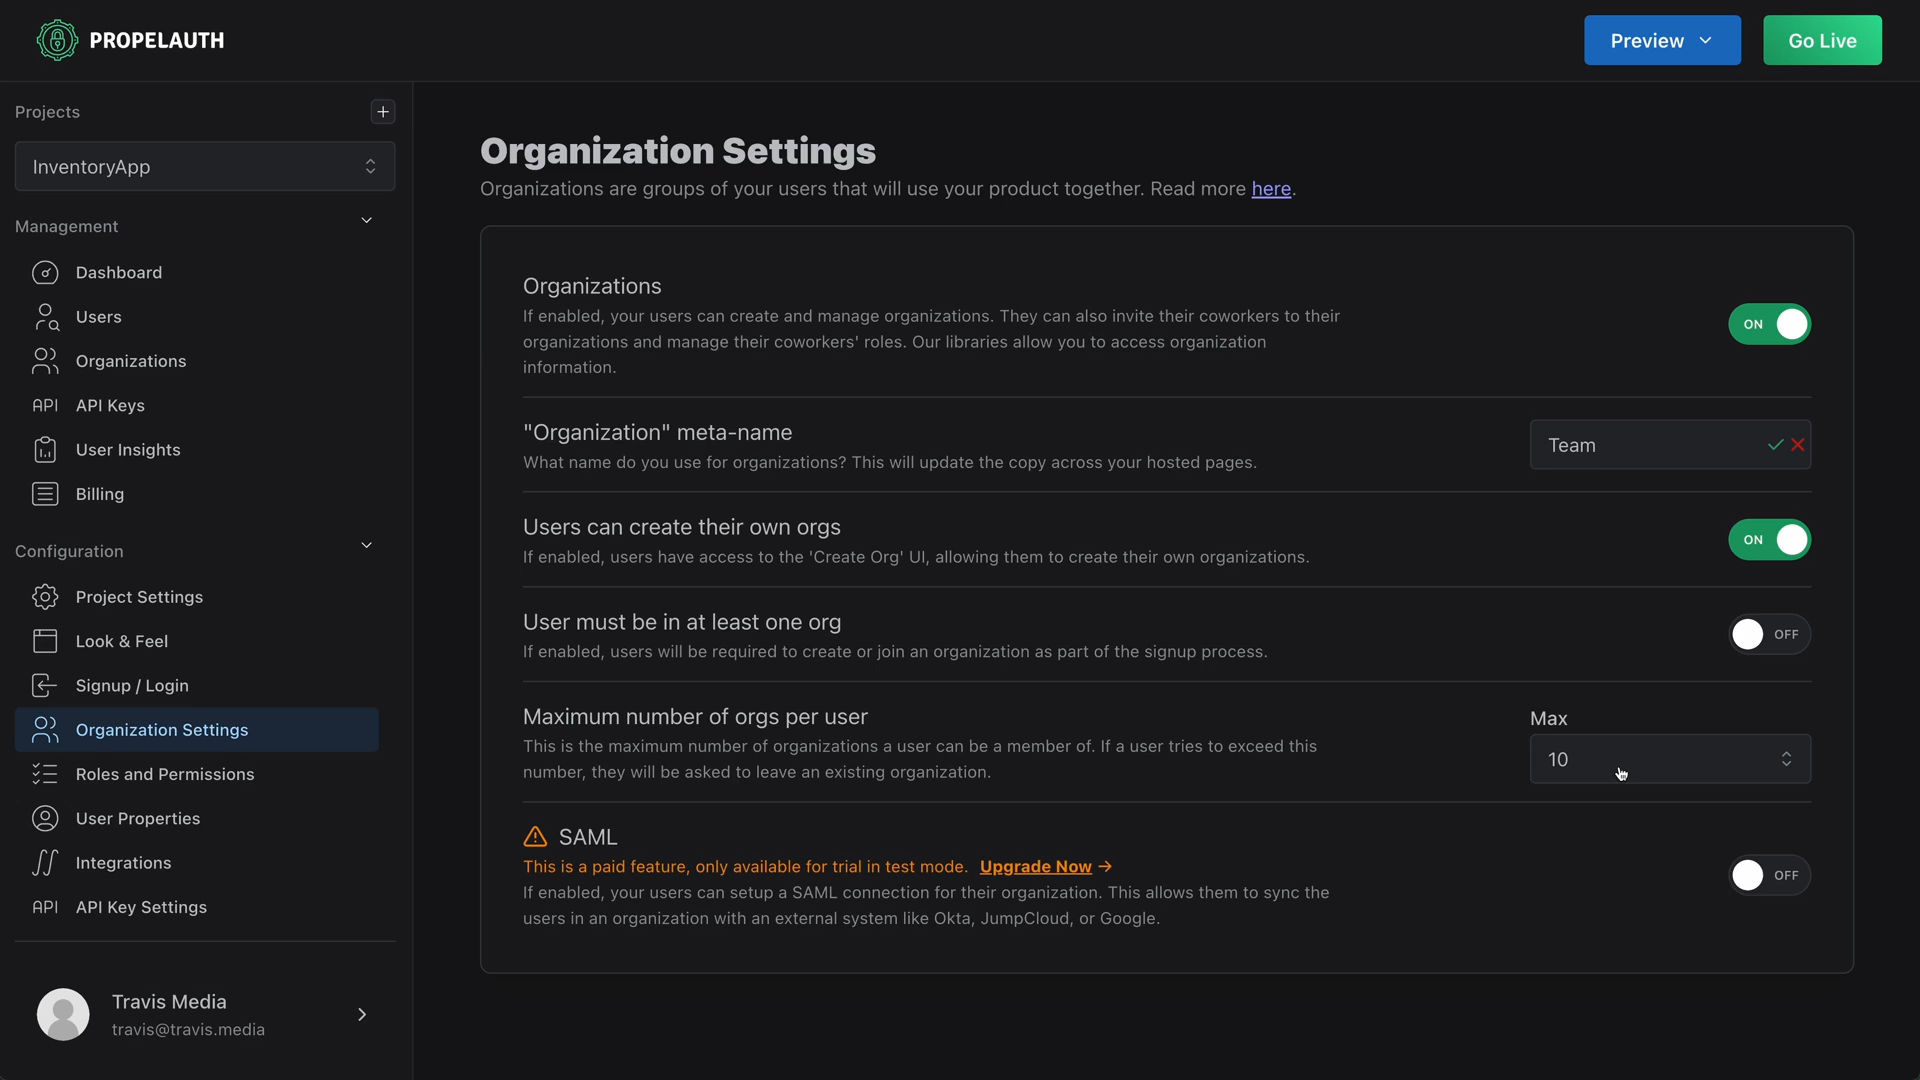 PROPELAUTH
Preview
Go Live
Projects
InventoryApp
Management
Dashboard
Users
Organizations
API
API Keys
User Insights
Billing
Configuration
Project Settings
Look & Feel
Signup / Login
Organization Settings
Roles and Permissions
User Properties
Integrations
API
API Key Settings
Travis Media
travis@travis.media
Organization Settings
Organizations are groups of your users that will use your product together. Read more here.
Organizations
If enabled, your users can create and manage organizations. They can also invite their coworkers to their
organizations and manage their coworkers' roles. Our libraries allow you to access organization
information.
ON
"Organization" meta-name
What name do you use for organizations? This will update the copy across your hosted pages.
Team
Users can create their own orgs
If enabled, users have access to the 'Create Org' UI, allowing them to create their own organizations.
ON
User must be in at least one org
If enabled, users will be required to create or join an organization as part of the signup process.
OFF
Maximum number of orgs per user
This is the maximum number of organizations a user can be a member of. If a user tries to exceed this
number, they will be asked to leave an existing organization.
Max
10
SAML
This is a paid feature, only available for trial in test mode. Upgrade Now →
If enabled, your users can setup a SAML connection for their organization. This allows them to sync the
users in an organization with an external system like Okta, JumpCloud, or Google.
OFF